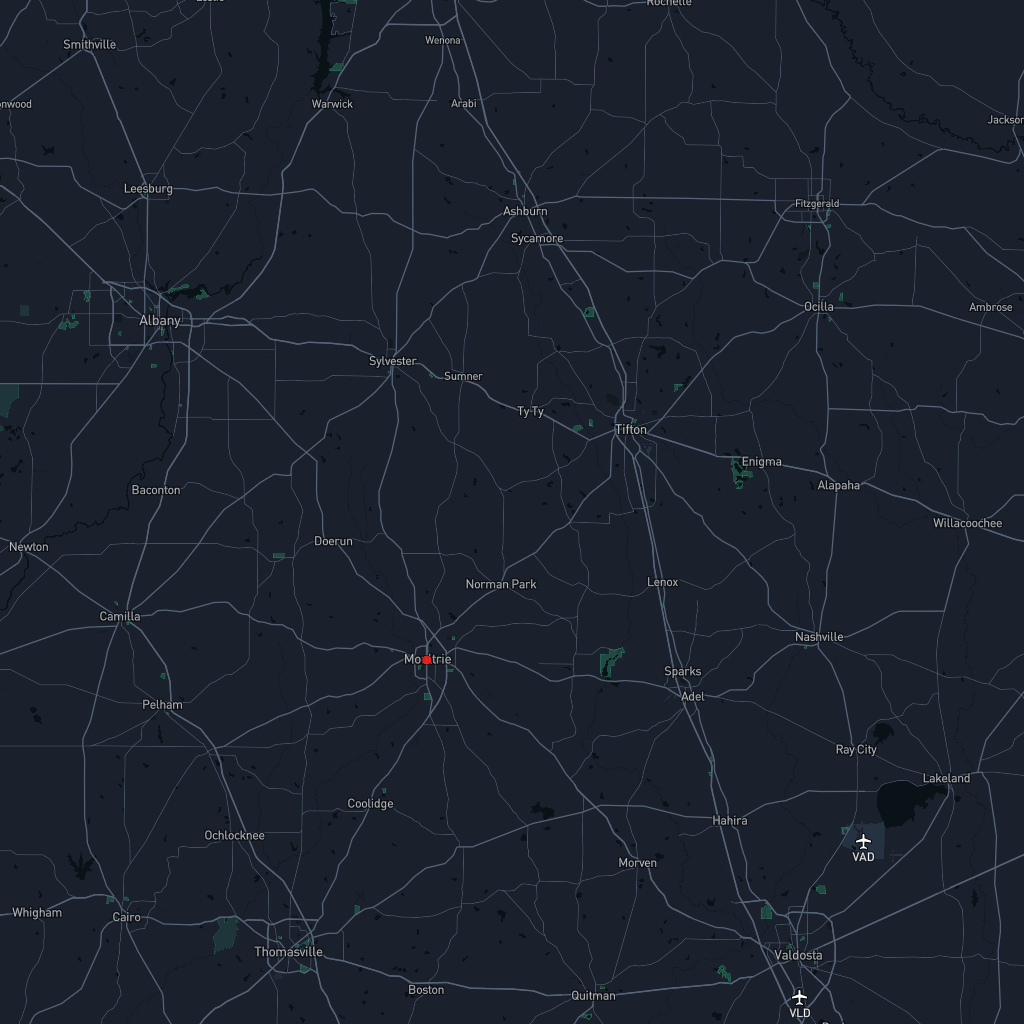 Rochelle
Smithville
Wenona
onwood
Warwick
Arabi
Jackson
Leesburg
Ashburn
Fitzgerald
Sycamore
Albany
Ocilla
Ambrose
Sylvester
Sumner
Ty Ty
Tifton
Enigma
Baconton
Alapaha
Willacoochee
Newton
Doerun
Norman Park
Lenox
Camilla
Nashville
Sparks
Adel
Pelham
Ray City
Lakeland
Coolidge
Hahira
Ochlocknee
VAD
Morven
Whigham
Cairo
Thomasville
Valdosta
Boston
Quitman
VLD